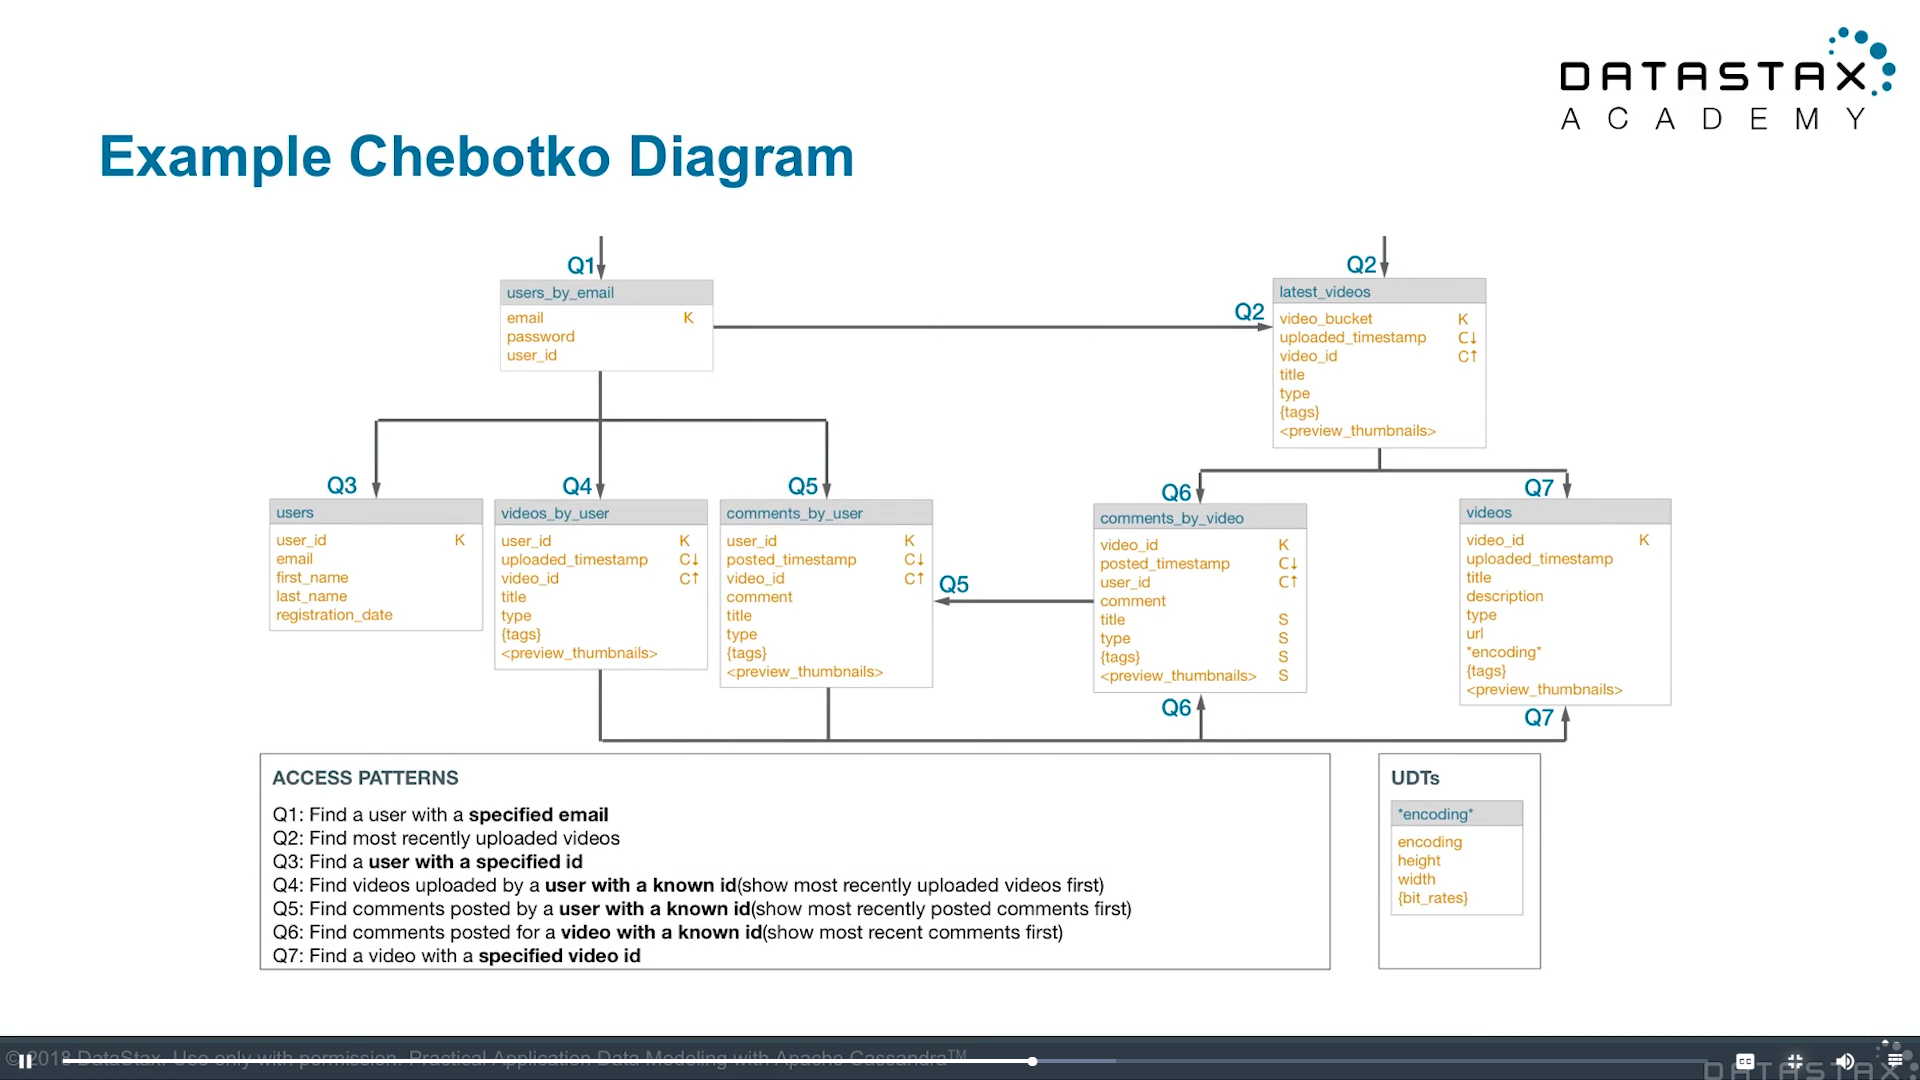 DATASTAX
ACADEMY
Example Chebotko Diagram
Q1
users_by_email
email K
password
user_id
Q2
Q2
latest_videos
video_bucket K
uploaded_timestamp C↓
video_id C↑
title
type
{tags}
<preview_thumbnails>
Q3
users
user_id K
email
first_name
last_name
registration_date
Q4
videos_by_user
user_id K
uploaded_timestamp C↓
video_id C↑
title
type
{tags}
<preview_thumbnails>
Q5
comments_by_user
user_id K
posted_timestamp C↓
video_id C↑
comment
title
type
{tags}
<preview_thumbnails>
Q5
Q6
comments_by_video
video_id K
posted_timestamp C↓
user_id C↑
comment
title S
type S
{tags} S
<preview_thumbnails> S
Q6
Q7
videos
video_id K
uploaded_timestamp
title
description
type
url
*encoding*
{tags}
<preview_thumbnails>
Q7
ACCESS PATTERNS
Q1: Find a user with a specified email
Q2: Find most recently uploaded videos
Q3: Find a user with a specified id
Q4: Find videos uploaded by a user with a known id(show most recently uploaded videos first)
Q5: Find comments posted by a user with a known id(show most recently posted comments first)
Q6: Find comments posted for a video with a known id(show most recent comments first)
Q7: Find a video with a specified video id
UDTs
*encoding*
encoding
height
width
{bit_rates}
© 2018 DataStax. Use only with permission. Practical Application Data Modeling with Apache Cassandra™
CC
DATASTAX